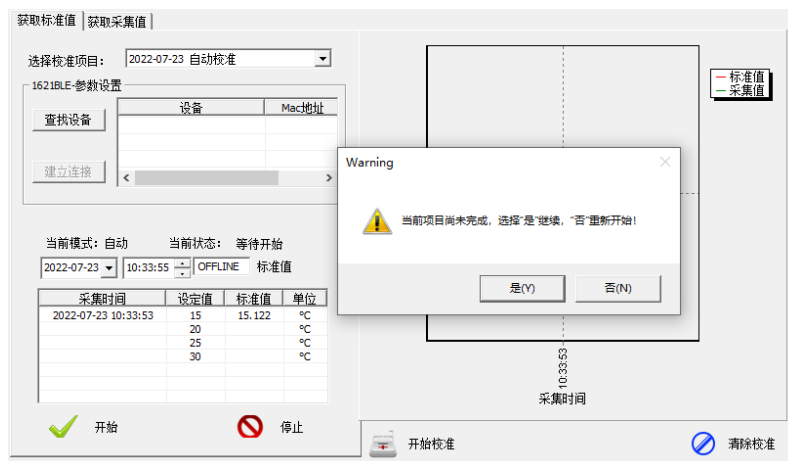 获取标准值 获取采集值
选择校准项目： 2022-07-23 自动校准
标准值
采集值
1621BLE-参数设置
查找设备
设备 Mac地址
建立连接
Warning
当前项目尚未完成，选择“是”继续，“否”重新开始！
是(Y) 否(N)
当前模式：自动 当前状态： 等待开始
2022-07-23 10:33:55 OFFLINE 标准值
采集时间 设定值 标准值 单位
2022-07-23 10:33:53 15 15.122 °C
20 °C
25 °C
30 °C
10:33:53
采集时间
开始 停止
开始校准 清除校准